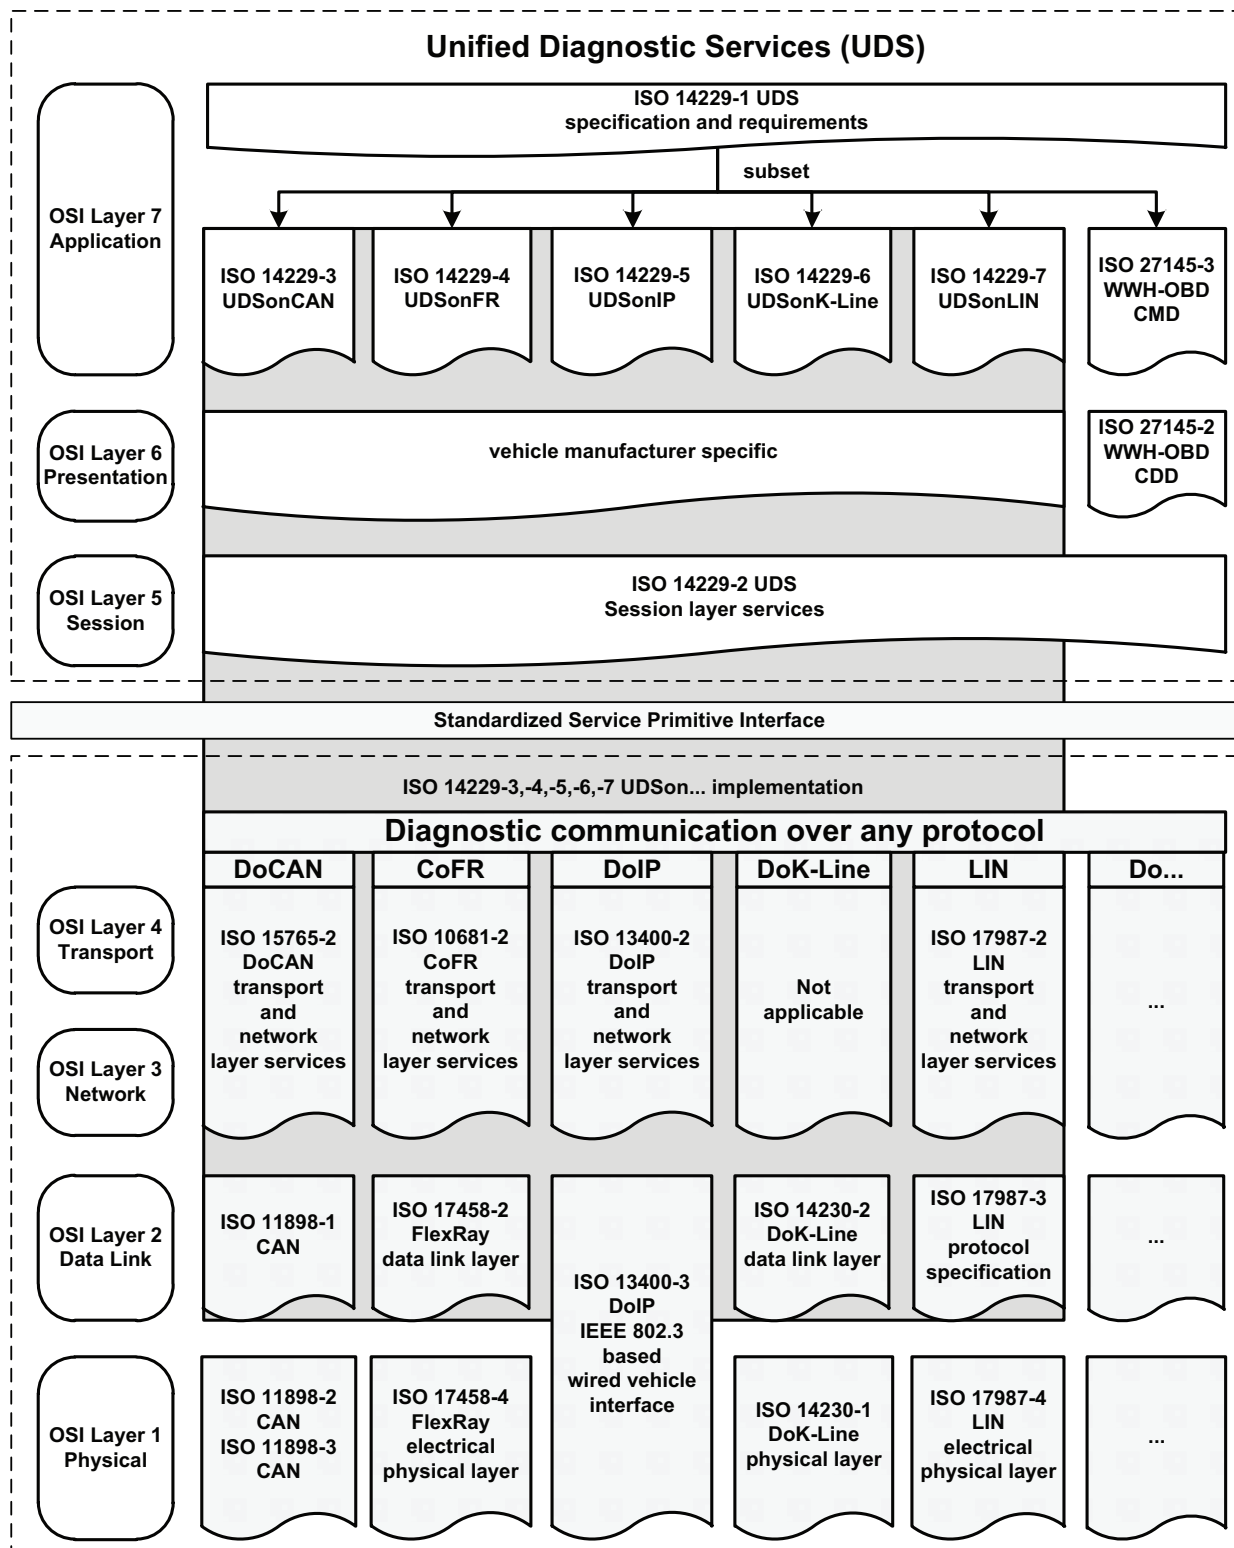 Unified Diagnostic Services (UDS)
OSI Layer 7
Application
ISO 14229-1 UDS
specification and requirements
subset
ISO 14229-3
UDSonCAN
ISO 14229-4
UDSonFR
ISO 14229-5
UDSonIP
ISO 14229-6
UDSonK-Line
ISO 14229-7
UDSonLIN
ISO 27145-3
WWH-OBD
CMD
OSI Layer 6
Presentation
vehicle manufacturer specific
ISO 27145-2
WWH-OBD
CDD
OSI Layer 5
Session
ISO 14229-2 UDS
Session layer services
Standardized Service Primitive Interface
ISO 14229-3,-4,-5,-6,-7 UDSon... implementation
Diagnostic communication over any protocol
DoCAN
CoFR
DoIP
DoK-Line
LIN
Do...
OSI Layer 4
Transport
OSI Layer 3
Network
ISO 15765-2
DoCAN
transport
and
network
layer services
ISO 10681-2
CoFR
transport
and
network
layer services
ISO 13400-2
DoIP
transport
and
network
layer services
Not
applicable
ISO 17987-2
LIN
transport
and
network
layer services
...
OSI Layer 2
Data Link
ISO 11898-1
CAN
ISO 17458-2
FlexRay
data link layer
ISO 13400-3
DoIP
IEEE 802.3
based
wired vehicle
interface
ISO 14230-2
DoK-Line
data link layer
ISO 17987-3
LIN
protocol
specification
...
OSI Layer 1
Physical
ISO 11898-2
CAN
ISO 11898-3
CAN
ISO 17458-4
FlexRay
electrical
physical layer
ISO 14230-1
DoK-Line
physical layer
ISO 17987-4
LIN
electrical
physical layer
...